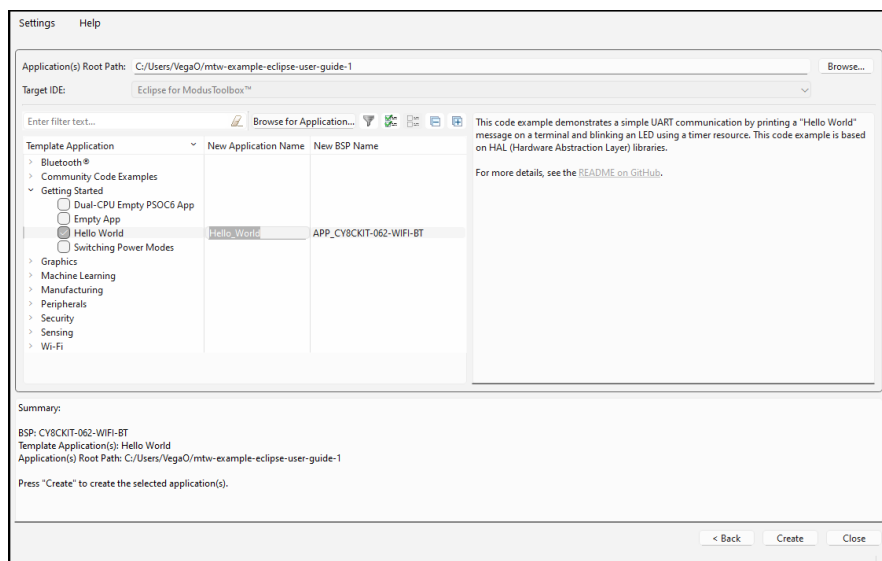 Settings Help
Application(s) Root Path: C:/Users/VegaO/mtw-example-eclipse-user-guide-1 Browse...
Target IDE: Eclipse for ModusToolbox™
Enter filter text... Browse for Application...
Template Application New Application Name New BSP Name
Bluetooth®
Community Code Examples
Getting Started
Dual-CPU Empty PSOC6 App
Empty App
Hello World Hello_World APP_CY8CKIT-062-WIFI-BT
Switching Power Modes
Graphics
Machine Learning
Manufacturing
Peripherals
Security
Sensing
Wi-Fi
This code example demonstrates a simple UART communication by printing a "Hello World"
message on a terminal and blinking an LED using a timer resource. This code example is based
on HAL (Hardware Abstraction Layer) libraries.
For more details, see the README on GitHub.
Summary:
BSP: CY8CKIT-062-WIFI-BT
Template Application(s): Hello World
Application(s) Root Path: C:/Users/VegaO/mtw-example-eclipse-user-guide-1
Press "Create" to create the selected application(s).
< Back Create Close